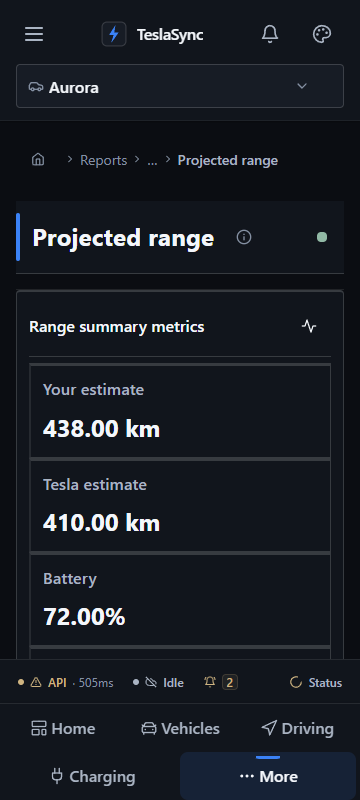 TeslaSync
Aurora
Reports ... Projected range
Projected range
Range summary metrics
Your estimate
438.00 km
Tesla estimate
410.00 km
Battery
72.00%
API · 505ms Idle 2 Status
Home Vehicles Driving
Charging More